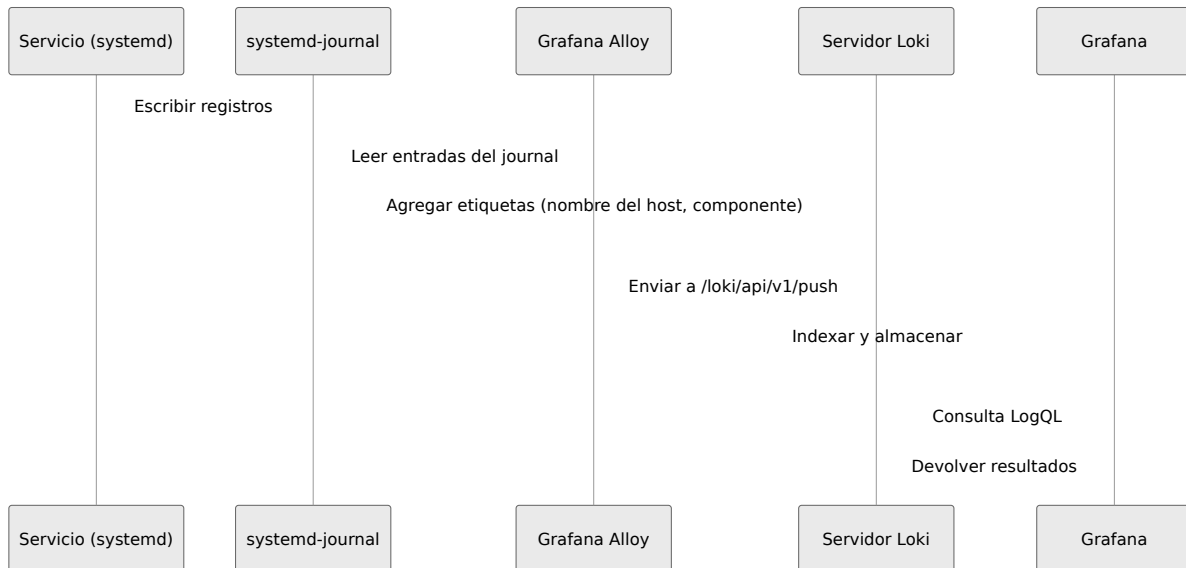 Servicio (systemd)
systemd-journal
Grafana Alloy
Servidor Loki
Grafana
Escribir registros
Leer entradas del journal
Agregar etiquetas (nombre del host, componente)
Enviar a /loki/api/v1/push
Indexar y almacenar
Consulta LogQL
Devolver resultados
Servicio (systemd)
systemd-journal
Grafana Alloy
Servidor Loki
Grafana